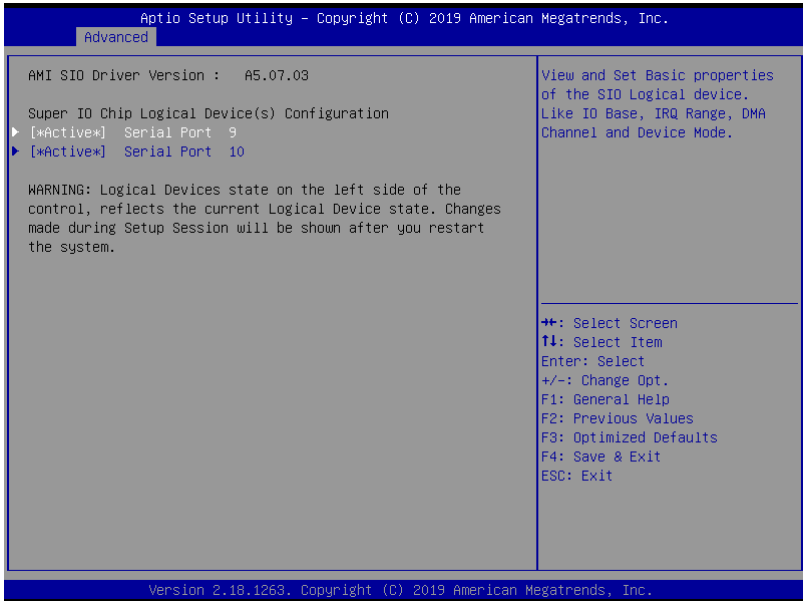 Aptio Setup Utility – Copyright (C) 2019 American Megatrends, Inc.
Advanced
AMI SIO Driver Version : A5.07.03
Super IO Chip Logical Device(s) Configuration
[*Active*] Serial Port 9
[*Active*] Serial Port 10
WARNING: Logical Devices state on the left side of the
control, reflects the current Logical Device state. Changes
made during Setup Session will be shown after you restart
the system.
View and Set Basic properties
of the SIO Logical device.
Like IO Base, IRQ Range, DMA
Channel and Device Mode.
→←: Select Screen
↑↓: Select Item
Enter: Select
+/-: Change Opt.
F1: General Help
F2: Previous Values
F3: Optimized Defaults
F4: Save & Exit
ESC: Exit
Version 2.18.1263. Copyright (C) 2019 American Megatrends, Inc.